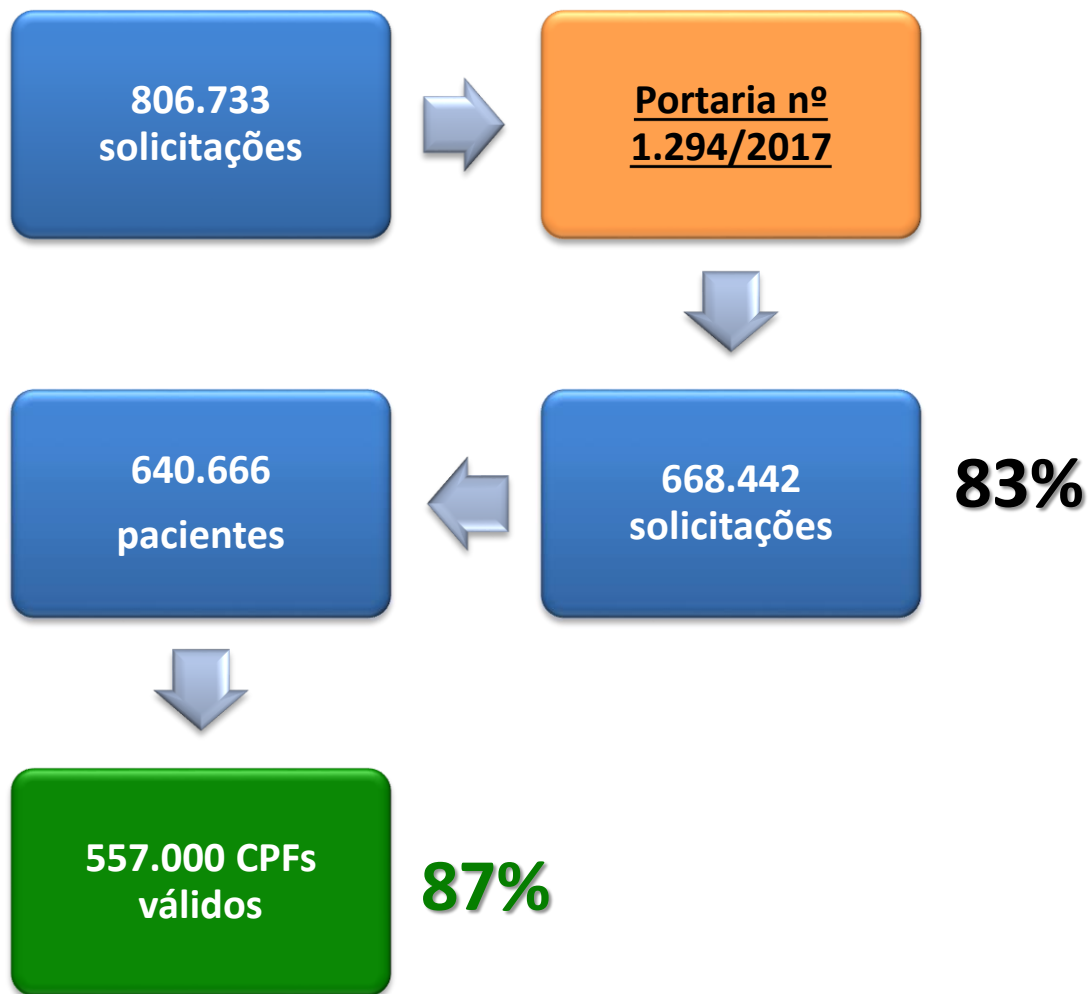 806.733
solicitações
Portaria nº
1.294/2017
640.666
pacientes
668.442
solicitações
83%
557.000 CPFs
válidos
87%